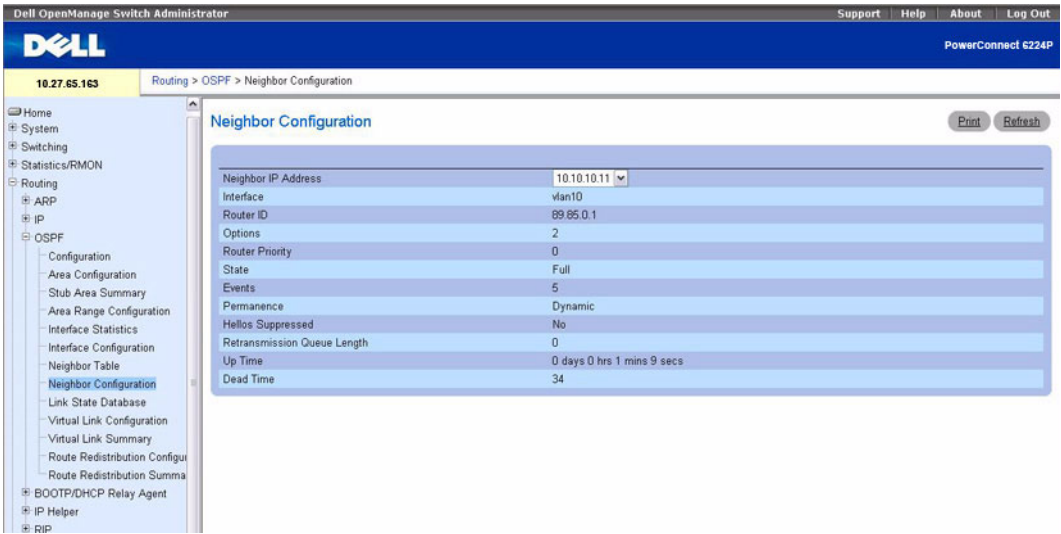 Dell OpenManage Switch Administrator
Support Help About Log Out
DELL
PowerConnect 6224P
10.27.65.163
Routing > OSPF > Neighbor Configuration
Home
System
Switching
Statistics/RMON
Routing
ARP
IP
OSPF
Configuration
Area Configuration
Stub Area Summary
Area Range Configuration
Interface Statistics
Interface Configuration
Neighbor Table
Neighbor Configuration
Link State Database
Virtual Link Configuration
Virtual Link Summary
Route Redistribution Configu
Route Redistribution Summa
BOOTP/DHCP Relay Agent
IP Helper
RIP
Neighbor Configuration
Print Refresh
Neighbor IP Address 10.10.10.11
Interface vlan10
Router ID 89.85.0.1
Options 2
Router Priority 0
State Full
Events 5
Permanence Dynamic
Hellos Suppressed No
Retransmission Queue Length 0
Up Time 0 days 0 hrs 1 mins 9 secs
Dead Time 34